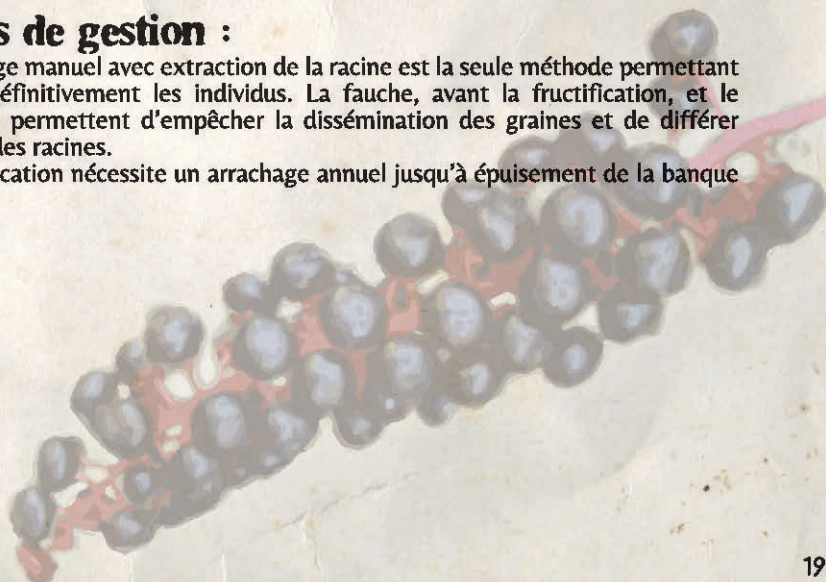 s de gestion :
ge manuel avec extraction de la racine est la seule méthode permettant
éfinitivement les individus. La fauche, avant la fructification, et le
permettent d'empêcher la dissémination des graines et de différer
des racines.
cation nécessite un arrachage annuel jusqu'à épuisement de la banque
19